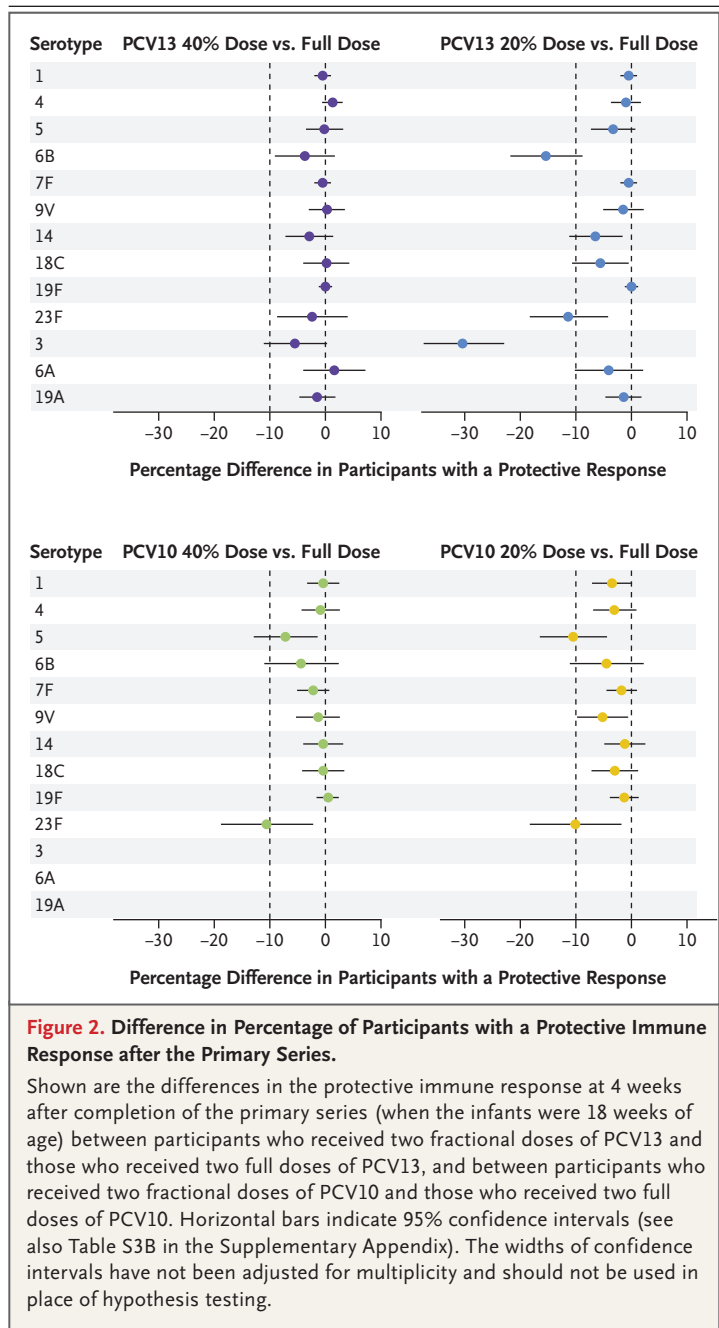 Serotype PCV13 40% Dose vs. Full Dose PCV13 20% Dose vs. Full Dose
1
4
5
6B
7F
9V
14
18C
19F
23F
3
6A
19A
−30 −20 −10 0 10 −30 −20 −10 0 10
Percentage Difference in Participants with a Protective Response
Serotype PCV10 40% Dose vs. Full Dose PCV10 20% Dose vs. Full Dose
1
4
5
6B
7F
9V
14
18C
19F
23F
3
6A
19A
−30 −20 −10 0 10 −30 −20 −10 0 10
Percentage Difference in Participants with a Protective Response
Figure 2. Difference in Percentage of Participants with a Protective Immune
Response after the Primary Series.
Shown are the differences in the protective immune response at 4 weeks
after completion of the primary series (when the infants were 18 weeks of
age) between participants who received two fractional doses of PCV13 and
those who received two full doses of PCV13, and between participants who
received two fractional doses of PCV10 and those who received two full
doses of PCV10. Horizontal bars indicate 95% confidence intervals (see
also Table S3B in the Supplementary Appendix). The widths of confidence
intervals have not been adjusted for multiplicity and should not be used in
place of hypothesis testing.